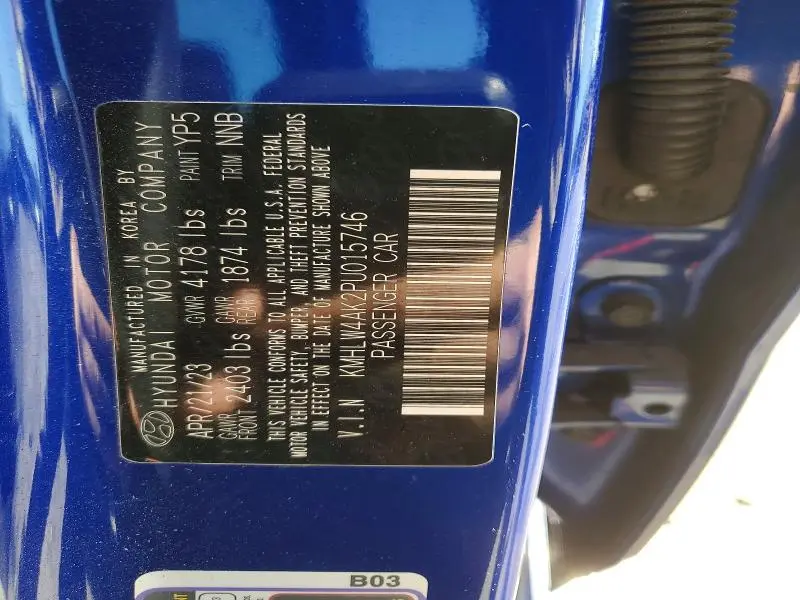 MANUFACTURED IN KOREA BY
HYUNDAI MOTOR COMPANY
APR/21/23 GVWR 4178 lbs PAINT YP5
GAWR FRONT 2403 lbs GAWR REAR 1874 lbs TRIM NNB
THIS VEHICLE CONFORMS TO ALL APPLICABLE U.S.A. FEDERAL
MOTOR VEHICLE SAFETY, BUMPER, AND THEFT PREVENTION STANDARDS
IN EFFECT ON THE DATE OF MANUFACTURE SHOWN ABOVE
V.I.N KMHLW4AK2PU015746
PASSENGER CAR
B03